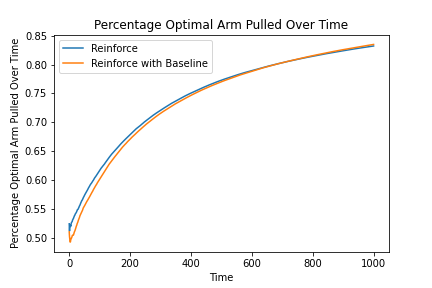 Percentage Optimal Arm Pulled Over Time
Percentage Optimal Arm Pulled Over Time
0.85
0.80
0.75
0.70
0.65
0.60
0.55
0.50
Reinforce
Reinforce with Baseline
0
200
400
600
800
1000
Time